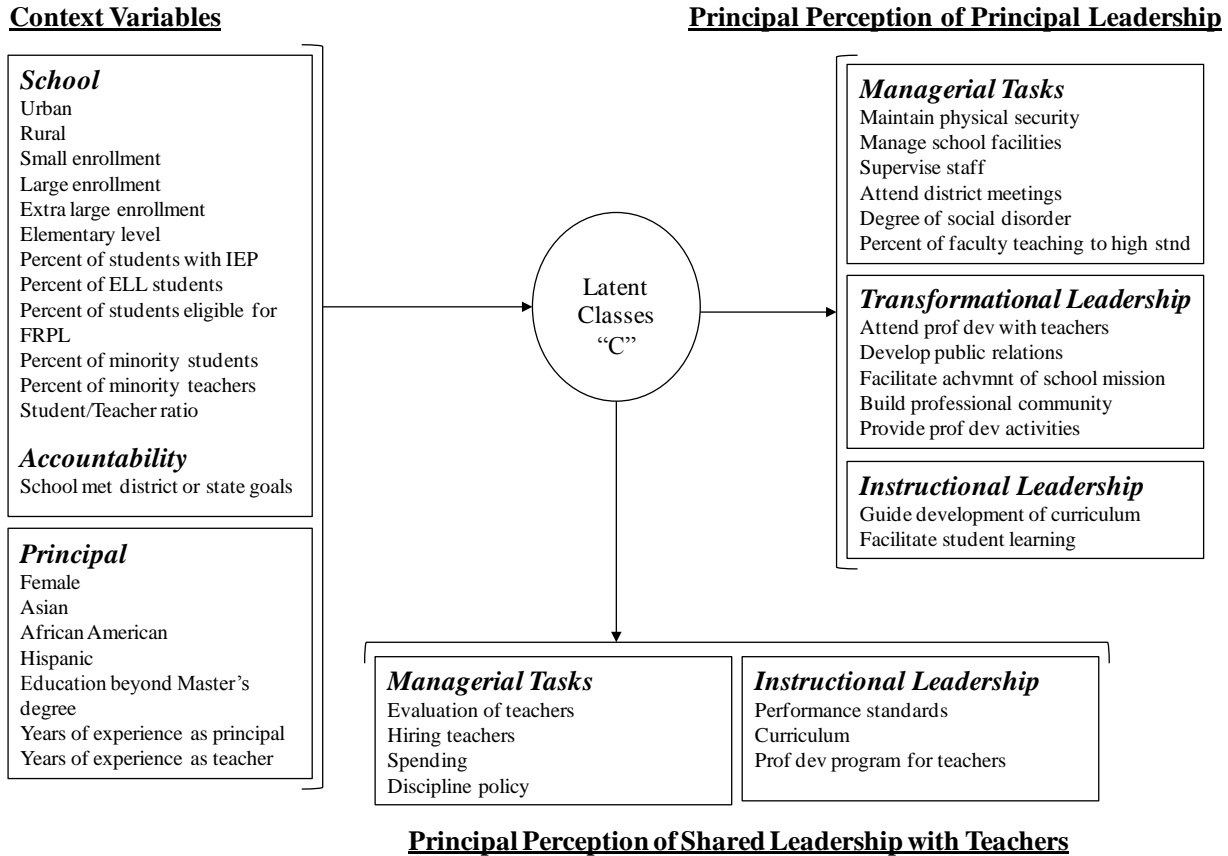 Context Variables
School
Urban
Rural
Small enrollment
Large enrollment
Extra large enrollment
Elementary level
Percent of students with IEP
Percent of ELL students
Percent of students eligible for
FRPL
Percent of minority students
Percent of minority teachers
Student/Teacher ratio
Accountability
School met district or state goals
Principal
Female
Asian
African American
Hispanic
Education beyond Master's
degree
Years of experience as principal
Years of experience as teacher
Latent
Classes
“C”
Principal Perception of Principal Leadership
Managerial Tasks
Maintain physical security
Manage school facilities
Supervise staff
Attend district meetings
Degree of social disorder
Percent of faculty teaching to high stnd
Transformational Leadership
Attend prof dev with teachers
Develop public relations
Facilitate achvmnt of school mission
Build professional community
Provide prof dev activities
Instructional Leadership
Guide development of curriculum
Facilitate student learning
Managerial Tasks
Evaluation of teachers
Hiring teachers
Spending
Discipline policy
Instructional Leadership
Performance standards
Curriculum
Prof dev program for teachers
Principal Perception of Shared Leadership with Teachers